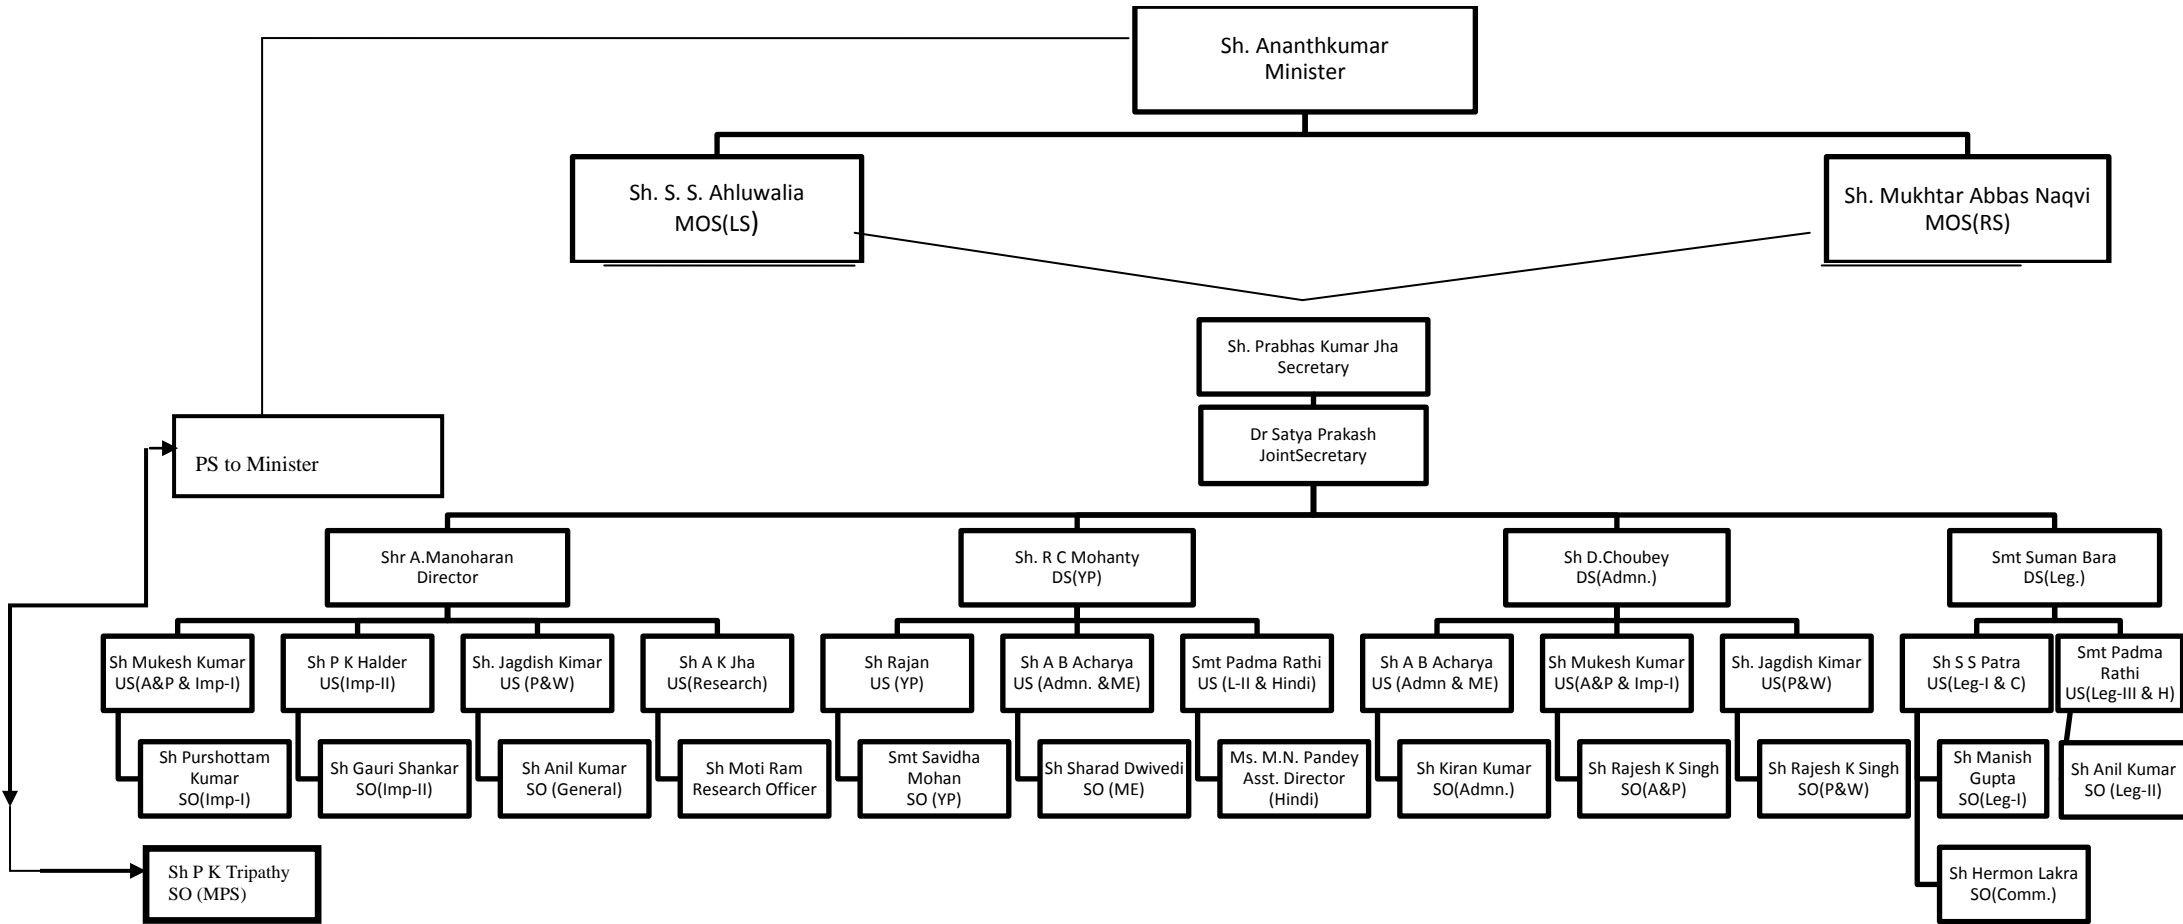 Sh. Ananthkumar
Minister
Sh. S. S. Ahluwalia
MOS(LS)
Sh. Mukhtar Abbas Naqvi
MOS(RS)
Sh. Prabhas Kumar Jha
Secretary
Dr Satya Prakash
JointSecretary
PS to Minister
Shr A.Manoharan
Director
Sh. R C Mohanty
DS(YP)
Sh D.Choubey
DS(Admn.)
Smt Suman Bara
DS(Leg.)
Sh Mukesh Kumar
US(A&P & Imp-I)
Sh P K Halder
US(Imp-II)
Sh. Jagdish Kimar
US (P&W)
Sh A K Jha
US(Research)
Sh Rajan
US (YP)
Sh A B Acharya
US (Admn. &ME)
Smt Padma Rathi
US (L-II & Hindi)
Sh A B Acharya
US (Admn & ME)
Sh Mukesh Kumar
US(A&P & Imp-I)
Sh. Jagdish Kimar
US(P&W)
Sh S S Patra
US(Leg-I & C)
Smt Padma
Rathi
US(Leg-III & H)
Sh Purshottam
Kumar
SO(Imp-I)
Sh Gauri Shankar
SO(Imp-II)
Sh Anil Kumar
SO (General)
Sh Moti Ram
Research Officer
Smt Savidha
Mohan
SO (YP)
Sh Sharad Dwivedi
SO (ME)
Ms. M.N. Pandey
Asst. Director
(Hindi)
Sh Kiran Kumar
SO(Admn.)
Sh Rajesh K Singh
SO(A&P)
Sh Rajesh K Singh
SO(P&W)
Sh Manish
Gupta
SO(Leg-I)
Sh Anil Kumar
SO (Leg-II)
Sh P K Tripathy
SO (MPS)
Sh Hermon Lakra
SO(Comm.)